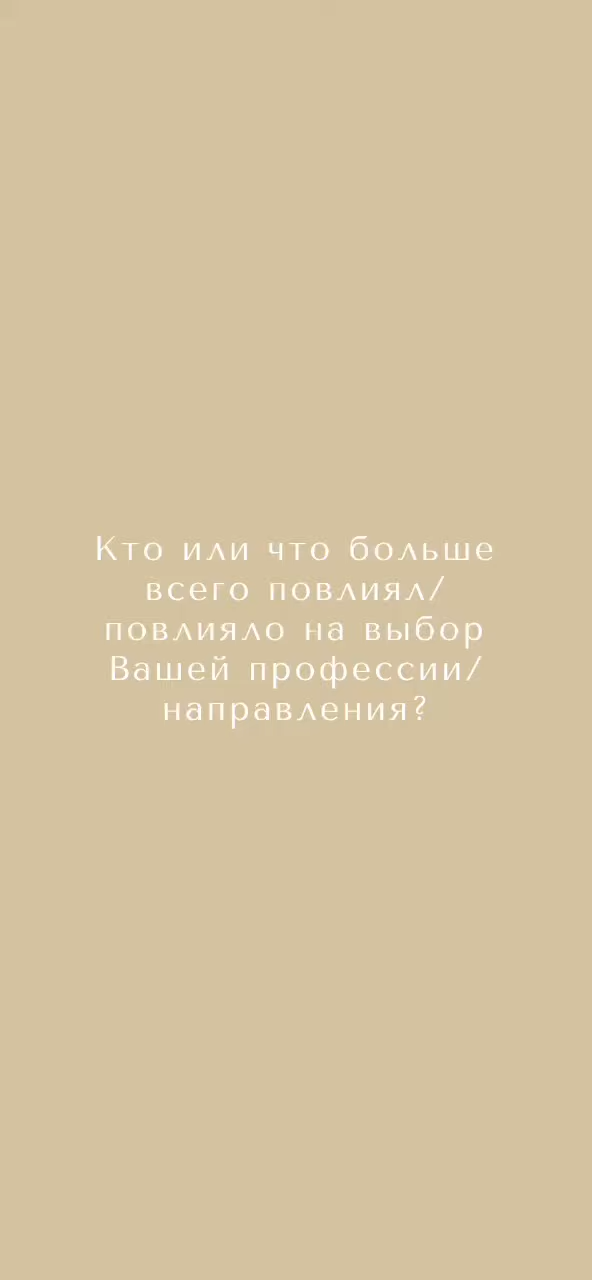 Кто или что больше
всего повлиял/
повлияло на выбор
Вашей профессии/
направления?